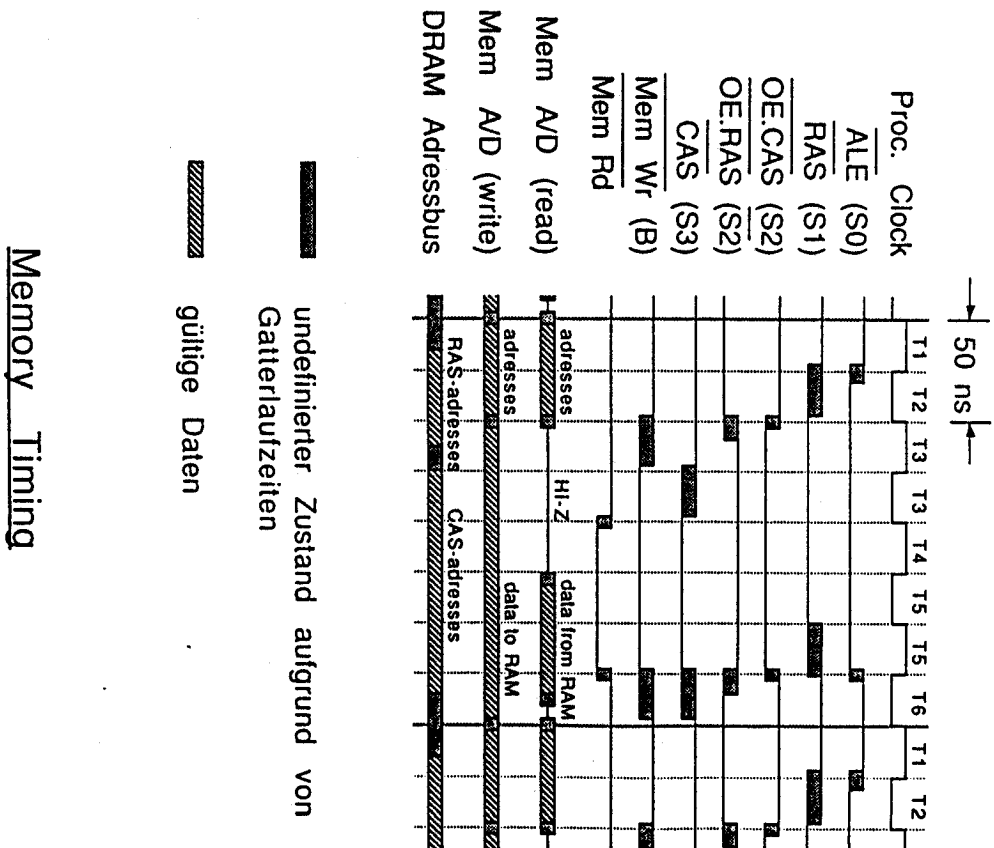 50 ns
T1 T2 T3 T3 T4 T5 T5 T6 T1 T2
Proc. Clock
ALE (S0)
RAS (S1)
OE.CAS (S2)
OE.RAS (S2)
CAS (S3)
Mem Wr (B)
Mem Rd
Mem A/D (read)
adresses
HI-Z
data from RAM
Mem A/D (write)
adresses
data to RAM
DRAM Adressbus
RAS-adresses
CAS-adresses
undefinierter Zustand aufgrund von
Gatterlaufzeiten
gültige Daten
Memory Timing